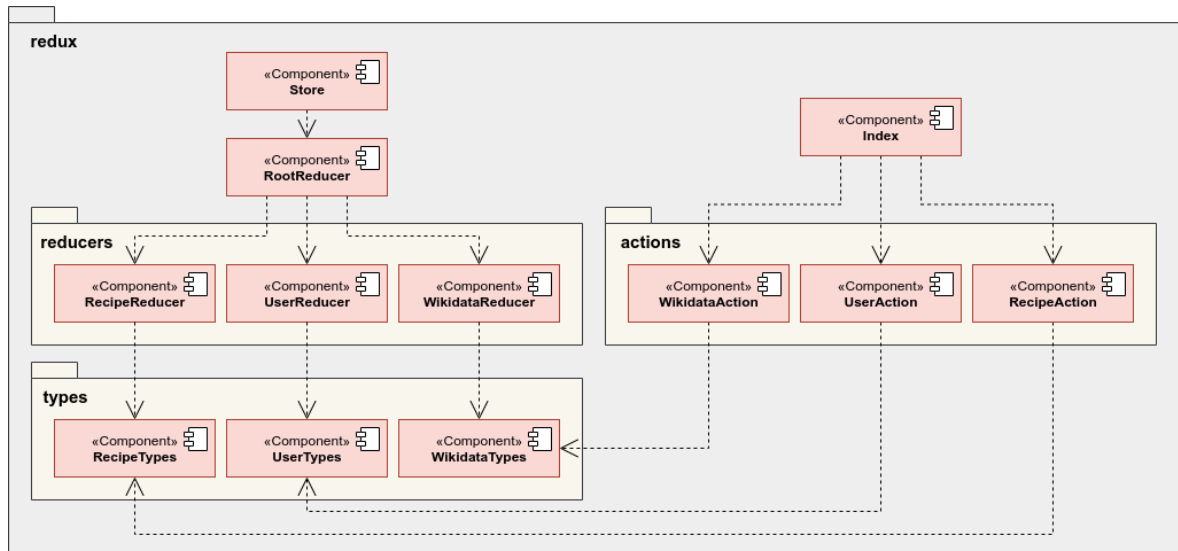 redux
«Component»
Store
«Component»
Index
«Component»
RootReducer
reducers
«Component»
RecipeReducer
«Component»
UserReducer
«Component»
WikidataReducer
actions
«Component»
WikidataAction
«Component»
UserAction
«Component»
RecipeAction
types
«Component»
RecipeTypes
«Component»
UserTypes
«Component»
WikidataTypes